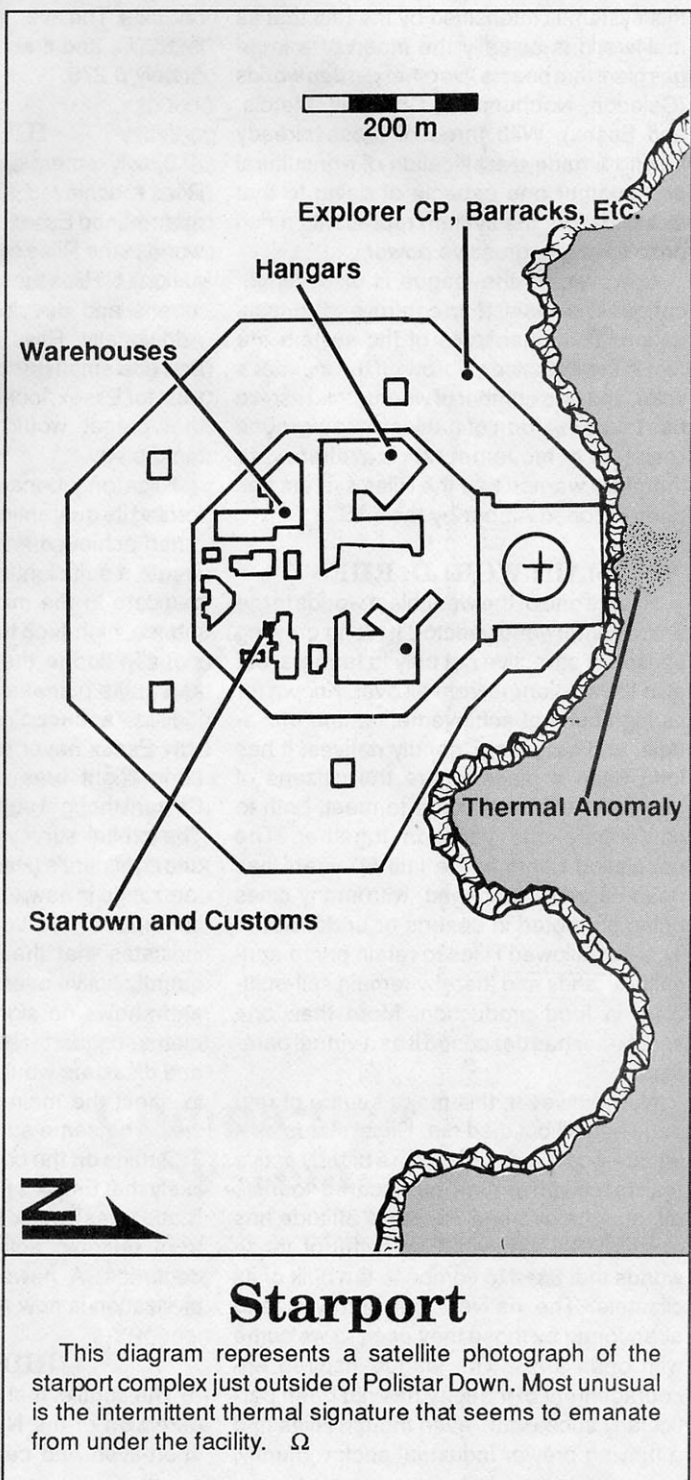 200 m
Explorer CP, Barracks, Etc.
Hangars
Warehouses
Thermal Anomaly
Startown and Customs
N
Starport
This diagram represents a satellite photograph of the
starport complex just outside of Polistar Down. Most unusual
is the intermittent thermal signature that seems to emanate
from under the facility. Ω